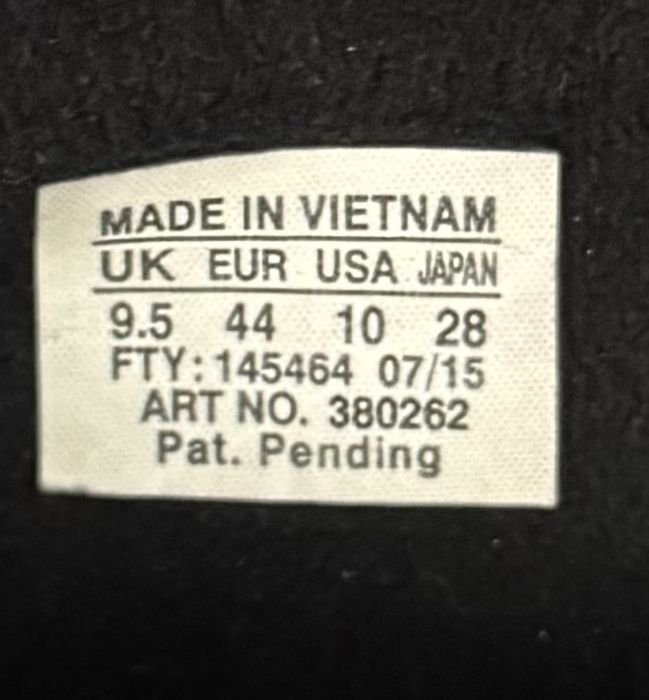 MADE IN VIETNAM
UK EUR USA JAPAN
9.5 44 10 28
FTY: 145464 07/15
ART NO. 380262
Pat. Pending